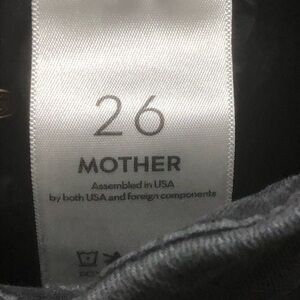 26
MOTHER
Assembled in USA
by both USA and foreign components